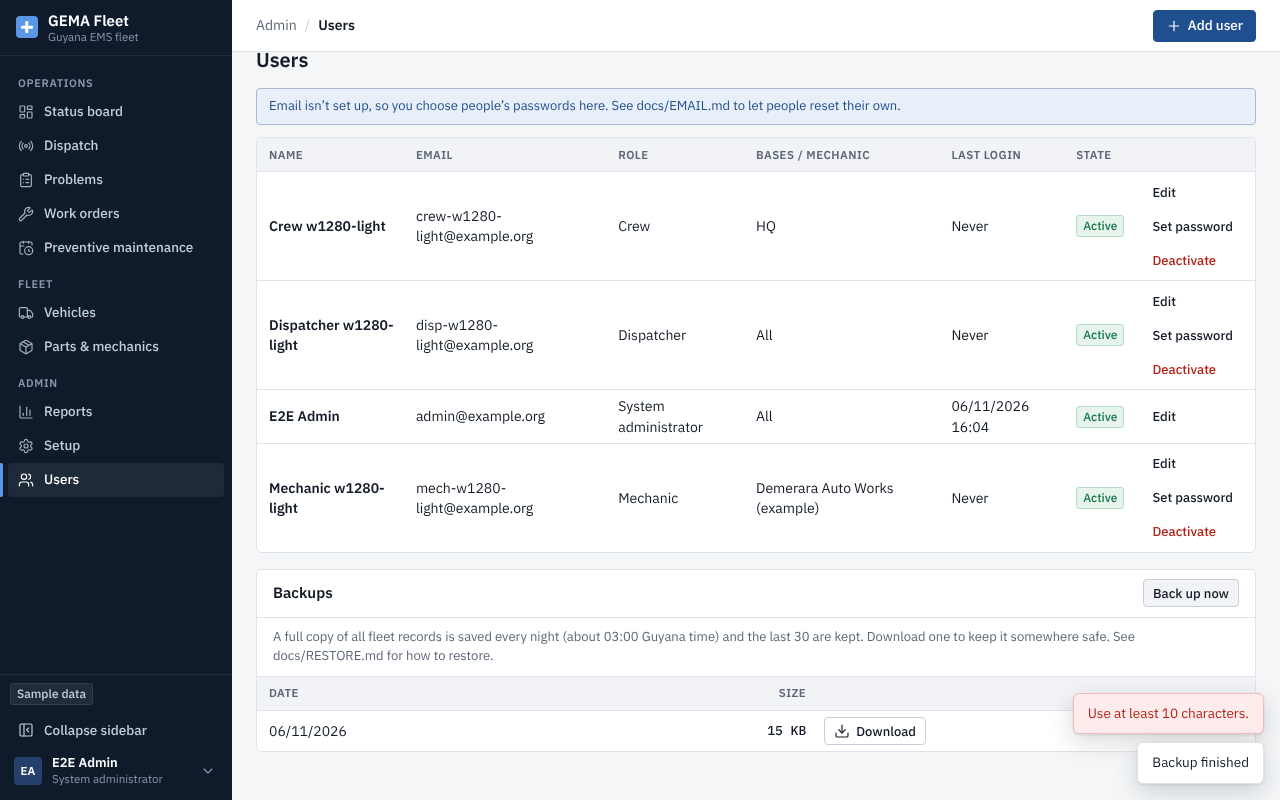 GEMA Fleet
Guyana EMS fleet
OPERATIONS
Status board
Dispatch
Problems
Work orders
Preventive maintenance
FLEET
Vehicles
Parts & mechanics
ADMIN
Reports
Setup
Users
Sample data
Collapse sidebar
EA
E2E Admin
System administrator
Admin / Users
Add user
Users
Email isn’t set up, so you choose people’s passwords here. See docs/EMAIL.md to let people reset their own.
NAME EMAIL ROLE BASES / MECHANIC LAST LOGIN STATE
Crew w1280-light
crew-w1280-
light@example.org
Crew
HQ
Never
Active
Edit
Set password
Deactivate
Dispatcher w1280-
light
disp-w1280-
light@example.org
Dispatcher
All
Never
Active
Edit
Set password
Deactivate
E2E Admin
admin@example.org
System
administrator
All
06/11/2026
16:04
Active
Edit
Mechanic w1280-
light
mech-w1280-
light@example.org
Mechanic
Demerara Auto Works
(example)
Never
Active
Edit
Set password
Deactivate
Backups
Back up now
A full copy of all fleet records is saved every night (about 03:00 Guyana time) and the last 30 are kept. Download one to keep it somewhere safe. See
docs/RESTORE.md for how to restore.
DATE SIZE
06/11/2026 15 KB Download
Use at least 10 characters.
Backup finished